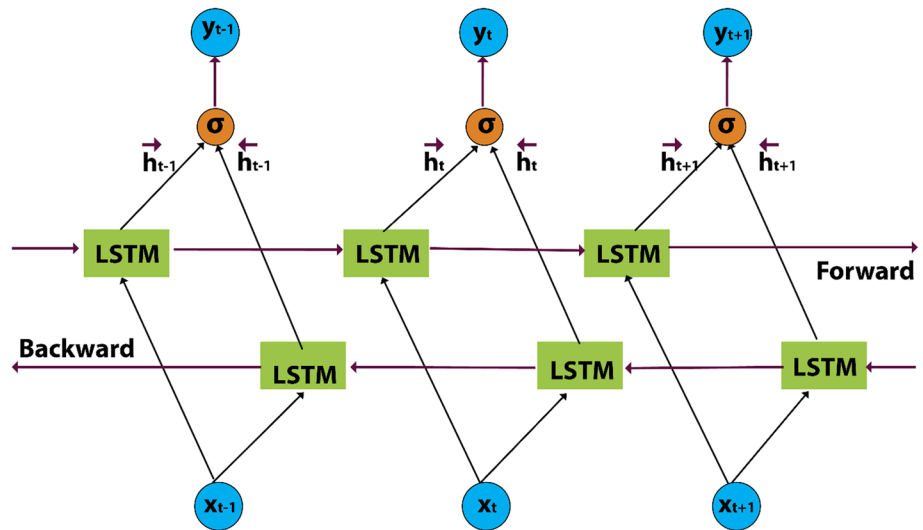 yt-1 yt yt+1
σ σ σ
→ht-1 ←ht-1 →ht ←ht →ht+1 ←ht+1
LSTM LSTM LSTM
Forward
Backward
LSTM LSTM LSTM
xt-1 xt xt+1